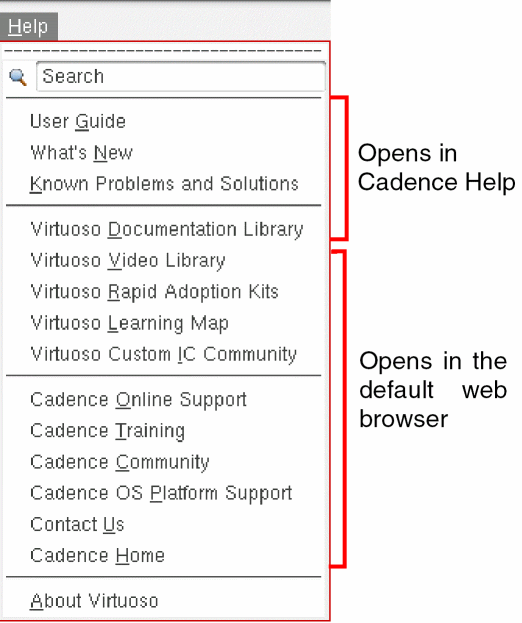 Help
Search
User Guide
What's New
Known Problems and Solutions
Virtuoso Documentation Library
Virtuoso Video Library
Virtuoso Rapid Adoption Kits
Virtuoso Learning Map
Virtuoso Custom IC Community
Cadence Online Support
Cadence Training
Cadence Community
Cadence OS Platform Support
Contact Us
Cadence Home
About Virtuoso
Opens in
Cadence Help
Opens in the
default web
browser